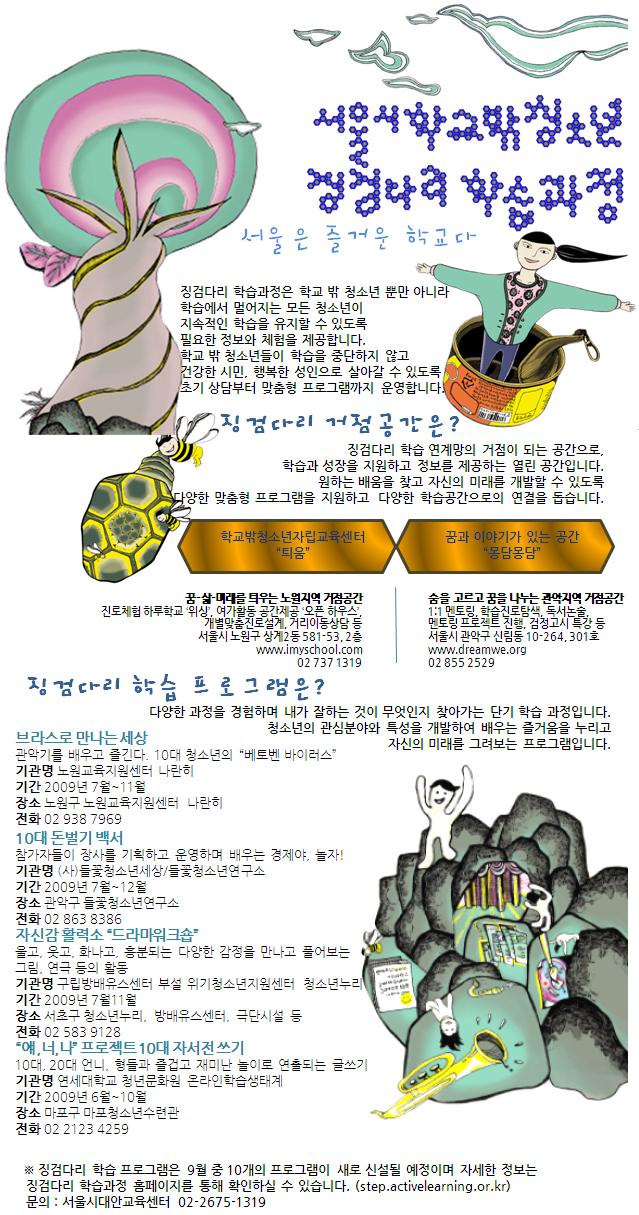 서울시학교밖청소년
징검다리 학습과정
서울은 즐거운 학교다
징검다리 학습과정은 학교 밖 청소년 뿐만 아니라
학습에서 멀어지는 모든 청소년이
지속적인 학습을 유지할 수 있도록
필요한 정보와 체험을 제공합니다.
학교 밖 청소년들이 학습을 중단하지 않고
건강한 시민, 행복한 성인으로 살아갈 수 있도록
초기 상담부터 맞춤형 프로그램까지 운영합니다.
징검다리 거점공간은?
징검다리 학습 연계망의 거점이 되는 공간으로,
학습과 성장을 지원하고 정보를 제공하는 열린 공간입니다.
원하는 배움을 찾고 자신의 미래를 개발할 수 있도록
다양한 맞춤형 프로그램을 지원하고 다양한 학습공간으로의 연결을 돕습니다.
학교밖청소년자립교육센터
“틔움”
꿈과 이야기가 있는 공간
“몽담몽담”
꿈-삶-미래를 틔우는 노원지역 거점공간
진로체험 하루학교 ‘위싱’, 여가활동 공간제공 ‘오픈 하우스’,
개별맞춤진로설계, 거리이동상담 등
서울시 노원구 상계2동 581-53, 2층
www.imyschool.com
02 737 1319
숨을 고르고 꿈을 나누는 관악지역 거점공간
1:1 멘토링, 학습진로탐색, 독서논술,
멘토링 프로젝트 진행, 검정고시 특강 등
서울시 관악구 신림동 10-264, 301호
www.dreamwe.org
02 855 2529
징검다리 학습 프로그램은?
다양한 과정을 경험하며 내가 잘하는 것이 무엇인지 찾아가는 단기 학습 과정입니다.
청소년의 관심분야와 특성을 개발하여 배우는 즐거움을 누리고
자신의 미래를 그려보는 프로그램입니다.
브라스로 만나는 세상
관악기를 배우고 즐긴다. 10대 청소년의 “베토벤 바이러스”
기관명 노원교육지원센터 나란히
기간 2009년 7월~11월
장소 노원구 노원교육지원센터 나란히
전화 02 938 7969
10대 돈벌기 백서
참가자들이 장사를 기획하고 운영하며 배우는 경제야, 놀자!
기관명 (사)들꽃청소년세상/들꽃청소년연구소
기간 2009년 7월~12월
장소 관악구 들꽃청소년연구소
전화 02 863 8386
자신감 활력소 “드라마워크숍”
울고, 웃고, 화나고, 흥분되는 다양한 감정을 만나고 풀어보는
그림, 연극 등의 활동
기관명 구립방배유스센터 부설 위기청소년지원센터 청소년누리
기간 2009년 7월11월
장소 서초구 청소년누리, 방배유스센터, 극단시설 등
전화 02 583 9128
“얘,너,나” 프로젝트 10대 자서전 쓰기
10대, 20대 언니, 형들과 즐겁고 재미난 놀이로 연출되는 글쓰기
기관명 연세대학교 청년문화원 온라인학습생태계
기간 2009년 6월~10월
장소 마포구 마포청소년수련관
전화 02 2123 4259
※ 징검다리 학습 프로그램은 9월 중 10개의 프로그램이 새로 신설될 예정이며 자세한 정보는
징검다리 학습과정 홈페이지를 통해 확인하실 수 있습니다. (step.activelearning.or.kr)
문의 : 서울시대안교육센터 02-2675-1319